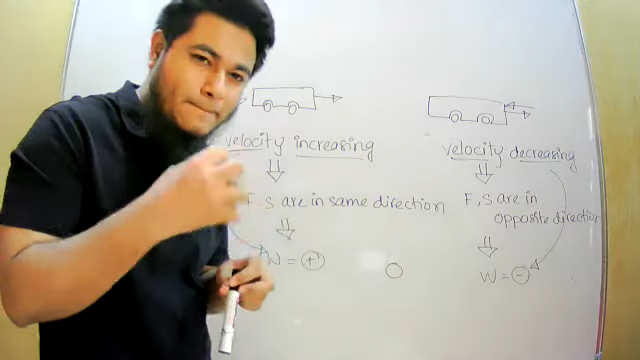 velocity increasing
F, S are in same direction
W = +
velocity decreasing
F, S are in
opposite direction
W = -